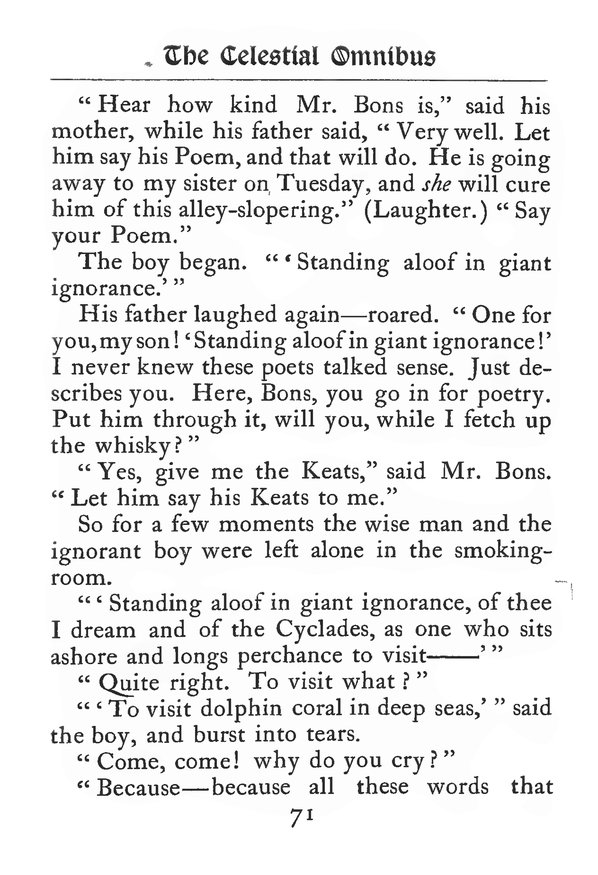 The Celestial Omnibus
“ Hear how kind Mr. Bons is,” said his
mother, while his father said, “ Very well. Let
him say his Poem, and that will do. He is going
away to my sister on Tuesday, and she will cure
him of this alley-slopering.” (Laughter.) “ Say
your Poem.”
The boy began. “ ‘ Standing aloof in giant
ignorance.’ ”
His father laughed again—roared. “ One for
you, my son! ‘ Standing aloof in giant ignorance!’
I never knew these poets talked sense. Just de-
scribes you. Here, Bons, you go in for poetry.
Put him through it, will you, while I fetch up
the whisky? ”
“ Yes, give me the Keats,” said Mr. Bons.
“ Let him say his Keats to me.”
So for a few moments the wise man and the
ignorant boy were left alone in the smoking-
room.
“ ‘ Standing aloof in giant ignorance, of thee
I dream and of the Cyclades, as one who sits
ashore and longs perchance to visit——’ ”
“ Quite right. To visit what ? ”
“ ‘ To visit dolphin coral in deep seas,’ ” said
the boy, and burst into tears.
“ Come, come! why do you cry ? ”
“ Because—because all these words that
71